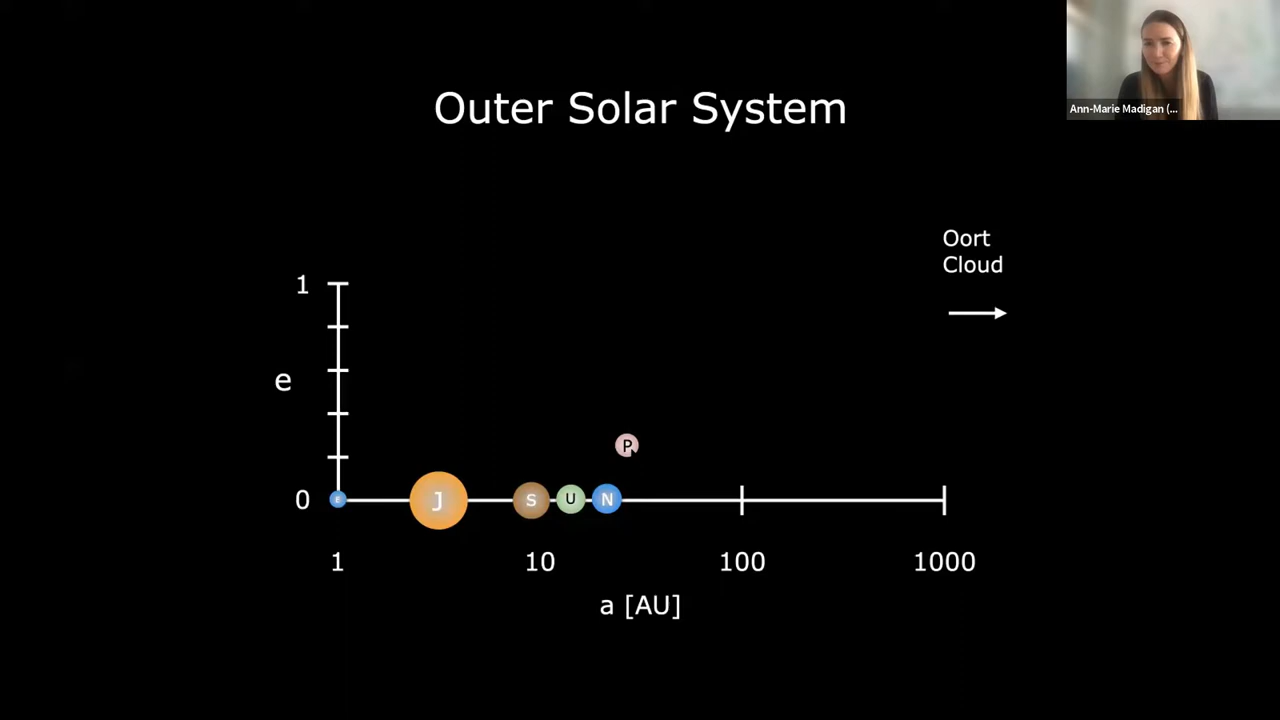 Ann-Marie Madigan (...
Outer Solar System
Oort
Cloud
1
e
P
0
E
J
S
U
N
1
10
100
1000
a [AU]